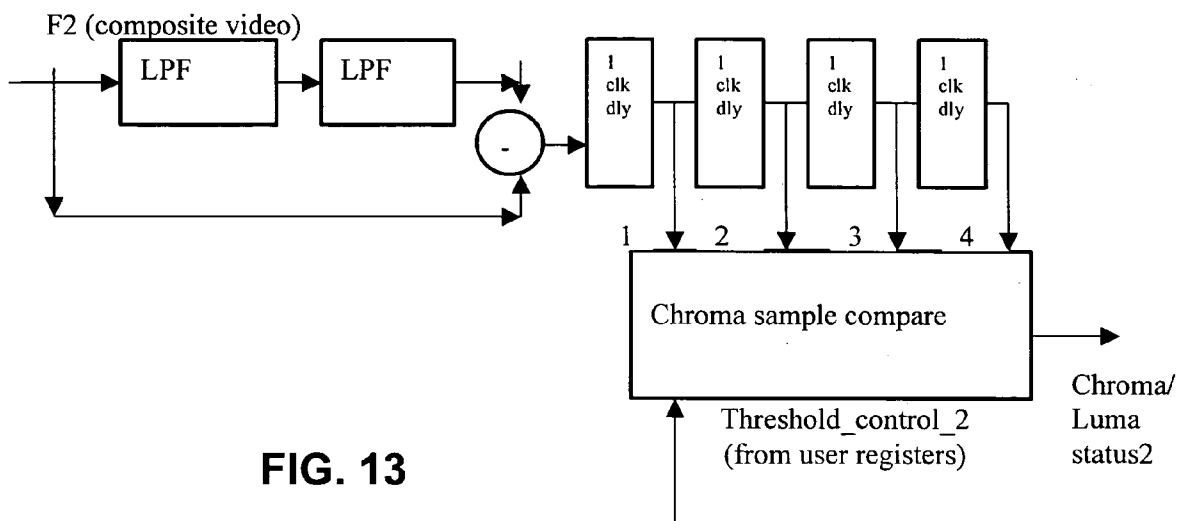 F2 (composite video)
LPF
LPF
-
1
clk
dly
1
clk
dly
1
clk
dly
1
clk
dly
1
2
3
4
Chroma sample compare
Chroma/
Luma
status2
Threshold_control_2
(from user registers)
FIG. 13